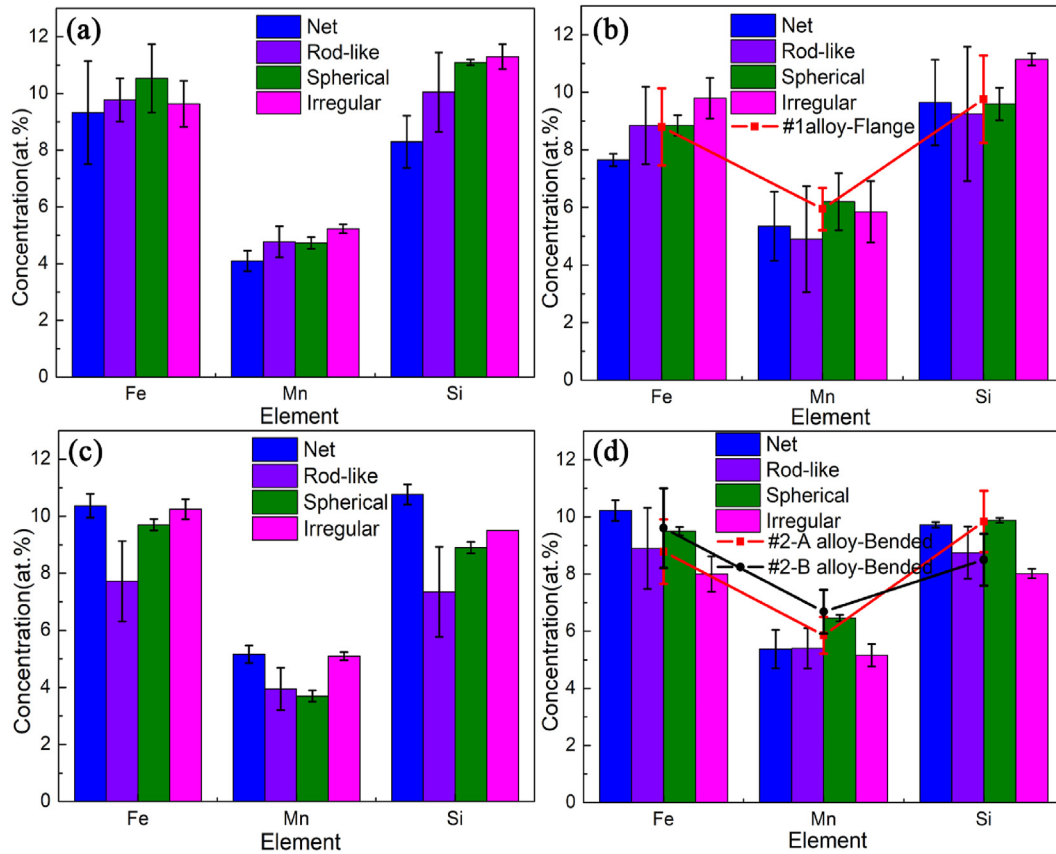 (a)
Net
Rod-like
Spherical
Irregular
12
10
8
6
4
2
0
Concentration(at.%)
Fe
Mn
Si
Element
(b)
Net
Rod-like
Spherical
Irregular
#1alloy-Flange
12
10
8
6
4
2
0
Concentration(at.%)
Fe
Mn
Si
Element
(c)
Net
Rod-like
Spherical
Irregular
12
10
8
6
4
2
0
Concentration(at.%)
Fe
Mn
Si
Element
(d)
Net
Rod-like
Spherical
Irregular
#2-A alloy-Bended
#2-B alloy-Bended
12
10
8
6
4
2
0
Concentration(at.%)
Fe
Mn
Si
Element